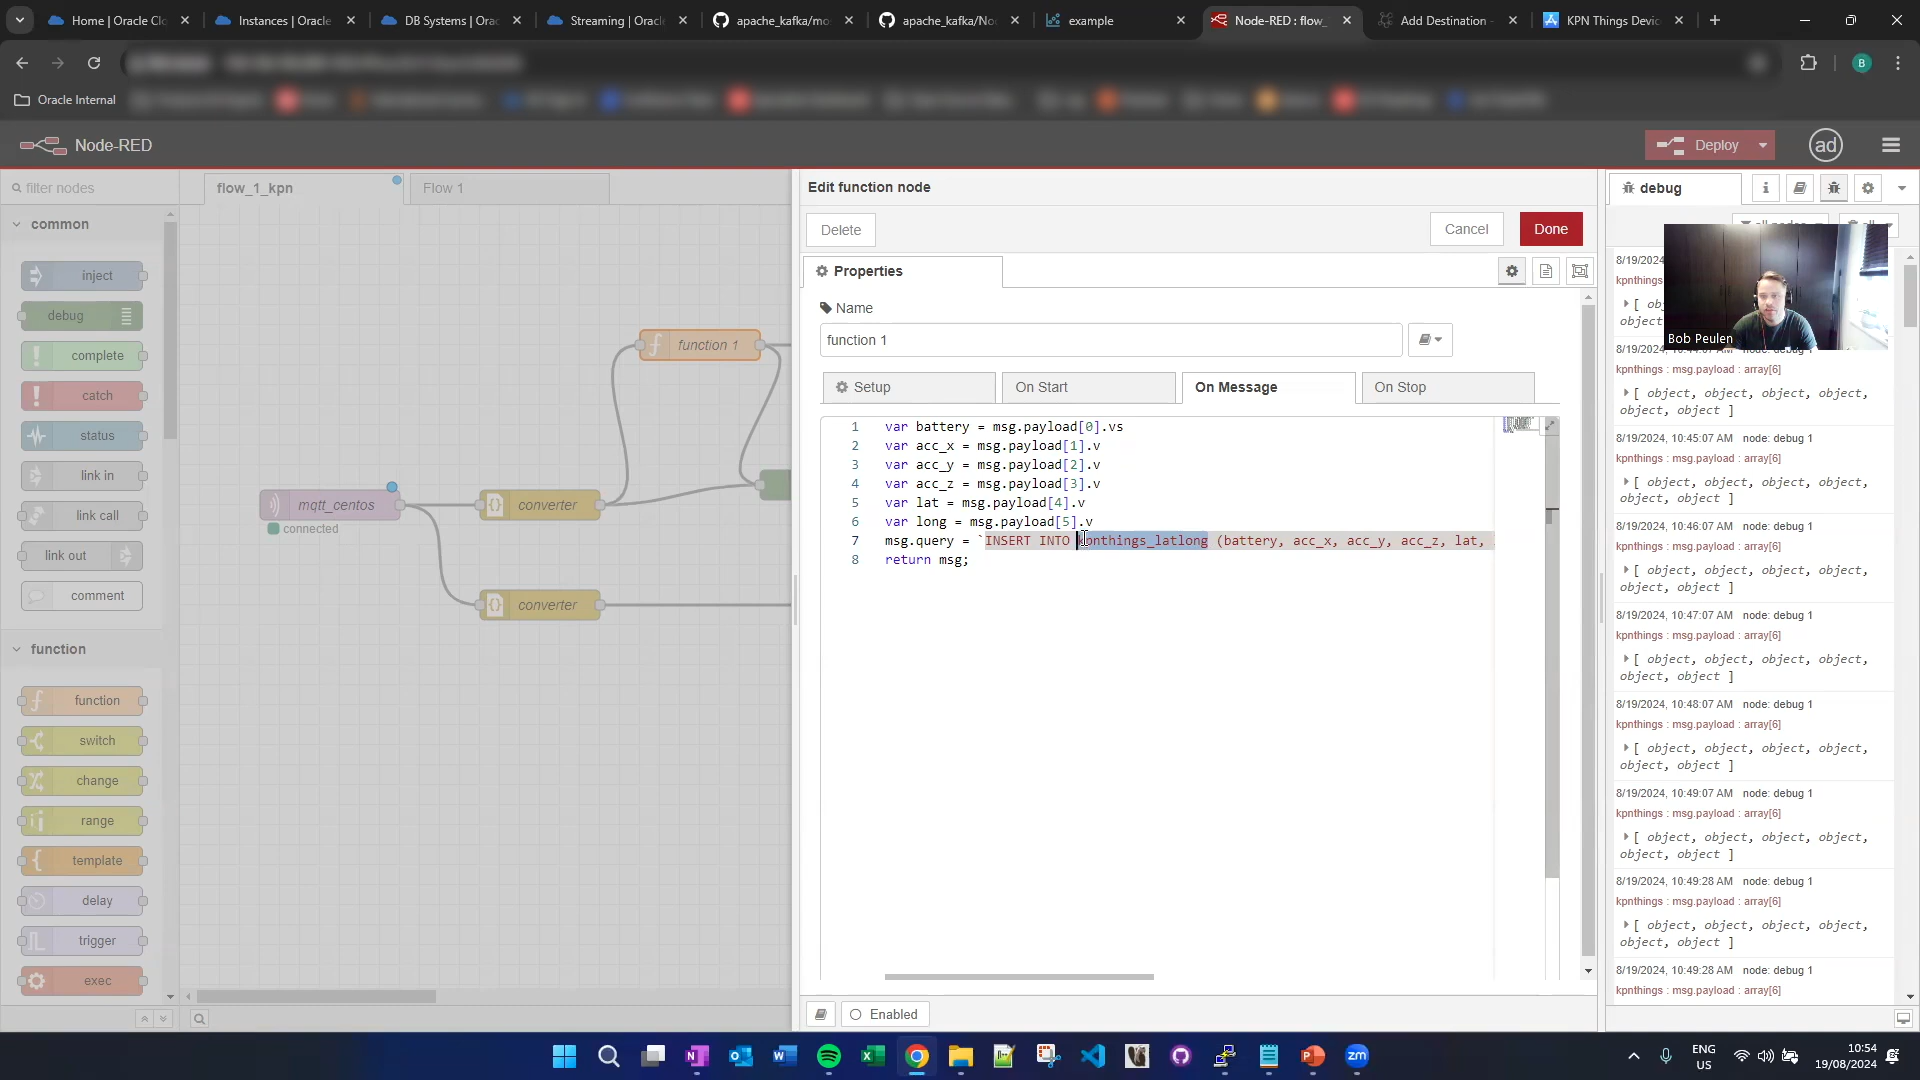 Home | Oracle Clo
Instances | Oracle
DB Systems | Orac
Streaming | Oracle
apache_kafka/mo
apache_kafka/No
example
Node-RED : flow_
Add Destination -
KPN Things Devic
B
Oracle Internal
Node-RED
Deploy
ad
filter nodes
common
inject
debug
complete
catch
status
link in
link call
link out
comment
function
function
switch
change
range
template
delay
trigger
exec
flow_1_kpn
Flow 1
function 1
mqtt_centos
connected
converter
converter
Edit function node
Delete
Cancel
Done
Properties
Name
function 1
Setup
On Start
On Message
On Stop
1 var battery = msg.payload[0].vs
2 var acc_x = msg.payload[1].v
3 var acc_y = msg.payload[2].v
4 var acc_z = msg.payload[3].v
5 var lat = msg.payload[4].v
6 var long = msg.payload[5].v
7 msg.query = `INSERT INTO kpnthings_latlong (battery, acc_x, acc_y, acc_z, lat,
8 return msg;
Enabled
debug
8/19/2024
kpnthings
[ ob
object
Bob Peulen
kpnthings : msg.payload : array[6]
[ object, object, object, object,
object, object ]
8/19/2024, 10:45:07 AM node: debug 1
kpnthings : msg.payload : array[6]
[ object, object, object, object,
object, object ]
8/19/2024, 10:46:07 AM node: debug 1
kpnthings : msg.payload : array[6]
[ object, object, object, object,
object, object ]
8/19/2024, 10:47:07 AM node: debug 1
kpnthings : msg.payload : array[6]
[ object, object, object, object,
object, object ]
8/19/2024, 10:48:07 AM node: debug 1
kpnthings : msg.payload : array[6]
[ object, object, object, object,
object, object ]
8/19/2024, 10:49:07 AM node: debug 1
kpnthings : msg.payload : array[6]
[ object, object, object, object,
object, object ]
8/19/2024, 10:49:28 AM node: debug 1
kpnthings : msg.payload : array[6]
[ object, object, object, object,
object, object ]
8/19/2024, 10:49:28 AM node: debug 1
kpnthings : msg.payload : array[6]
ENG
US
10:54
19/08/2024